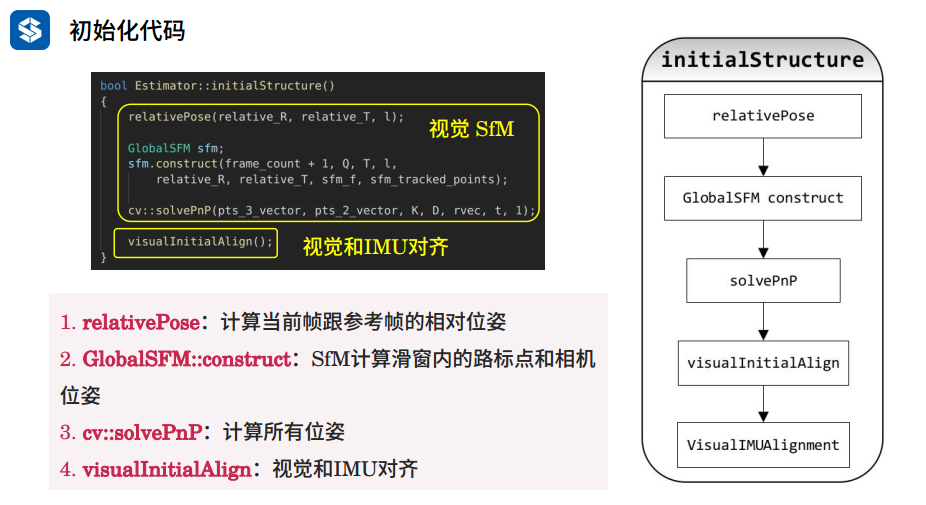 初始化代码
bool Estimator::initialStructure()
{
relativePose(relative_R, relative_T, l);
视觉 SfM
GlobalSFM sfm;
sfm.construct(frame_count + 1, Q, T, l,
relative_R, relative_T, sfm_f, sfm_tracked_points);
cv::solvePnP(pts_3_vector, pts_2_vector, K, D, rvec, t, 1);
visualInitialAlign();
视觉和IMU对齐
}
1. relativePose：计算当前帧跟参考帧的相对位姿
2. GlobalSFM::construct：SfM计算滑窗内的路标点和相机
位姿
3. cv::solvePnP：计算所有位姿
4. visualInitialAlign：视觉和IMU对齐
initialStructure
relativePose
GlobalSFM construct
solvePnP
visualInitialAlign
VisualIMUAlignment